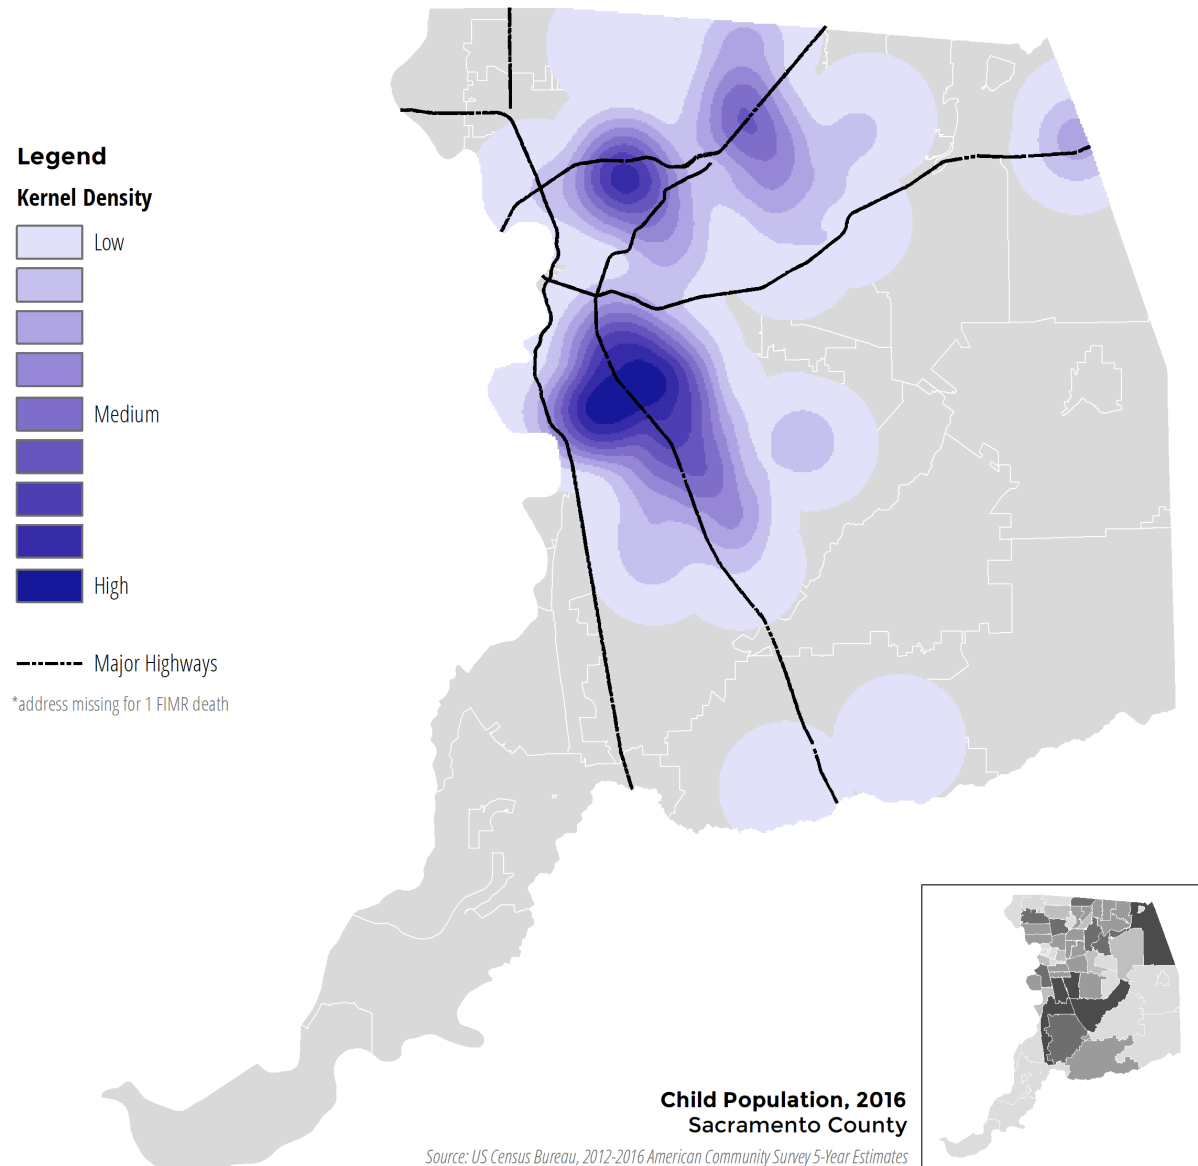 Legend
Kernel Density
Low
Medium
High
Major Highways
*address missing for 1 FIMR death
Child Population, 2016
Sacramento County
Source: US Census Bureau, 2012-2016 American Community Survey 5-Year Estimates